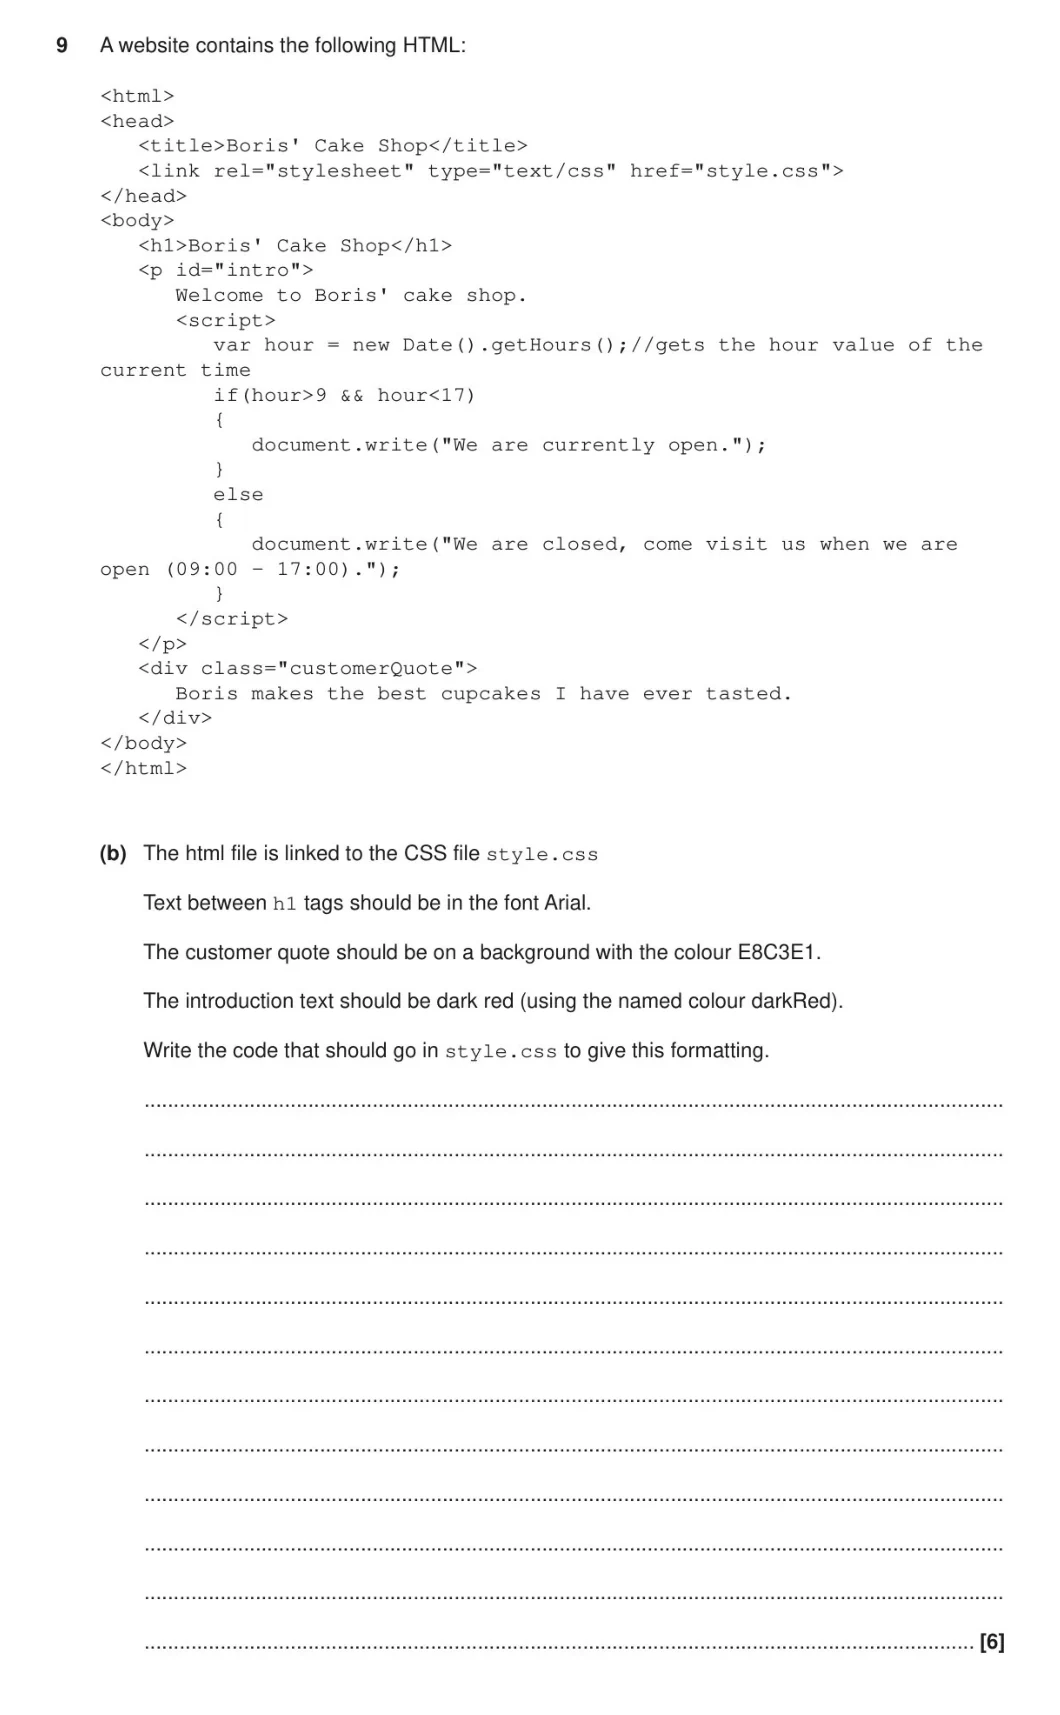 9 A website contains the following HTML:
<html>
<head>
<title>Boris' Cake Shop</title>
<link rel="stylesheet" type="text/css" href="style.css">
</head>
<body>
<h1>Boris' Cake Shop</h1>
<p id="intro">
Welcome to Boris' cake shop.
<script>
var hour = new Date().getHours();//gets the hour value of the
current time
if(hour>9 && hour<17)
{
document.write("We are currently open.");
}
else
{
document.write("We are closed, come visit us when we are
open (09:00 – 17:00).");
}
</script>
</p>
<div class="customerQuote">
Boris makes the best cupcakes I have ever tasted.
</div>
</body>
</html>
(b) The html file is linked to the CSS file style.css
Text between h1 tags should be in the font Arial.
The customer quote should be on a background with the colour E8C3E1.
The introduction text should be dark red (using the named colour darkRed).
Write the code that should go in style.css to give this formatting.
[6]